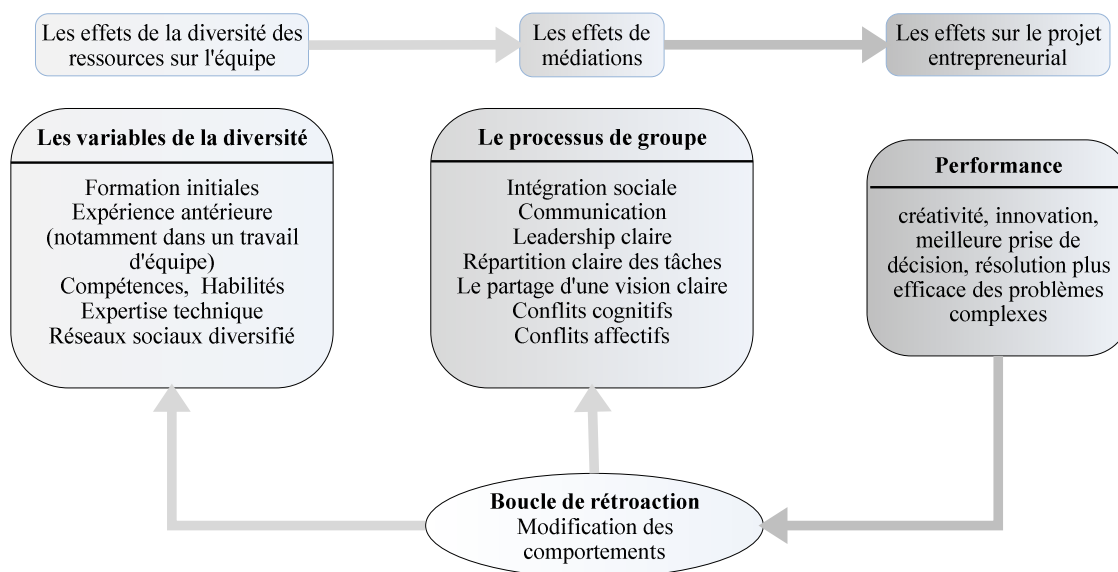 Les effets de la diversité des
ressources sur l'équipe
Les effets de
médiations
Les effets sur le projet
entrepreneurial
Les variables de la diversité
Formation initiales
Expérience antérieure
(notamment dans un travail
d'équipe)
Compétences, Habilités
Expertise technique
Réseaux sociaux diversifié
Le processus de groupe
Intégration sociale
Communication
Leadership claire
Répartition claire des tâches
Le partage d'une vision claire
Conflits cognitifs
Conflits affectifs
Performance
créativité, innovation,
meilleure prise de
décision, résolution plus
efficace des problèmes
complexes
Boucle de rétroaction
Modification des
comportements